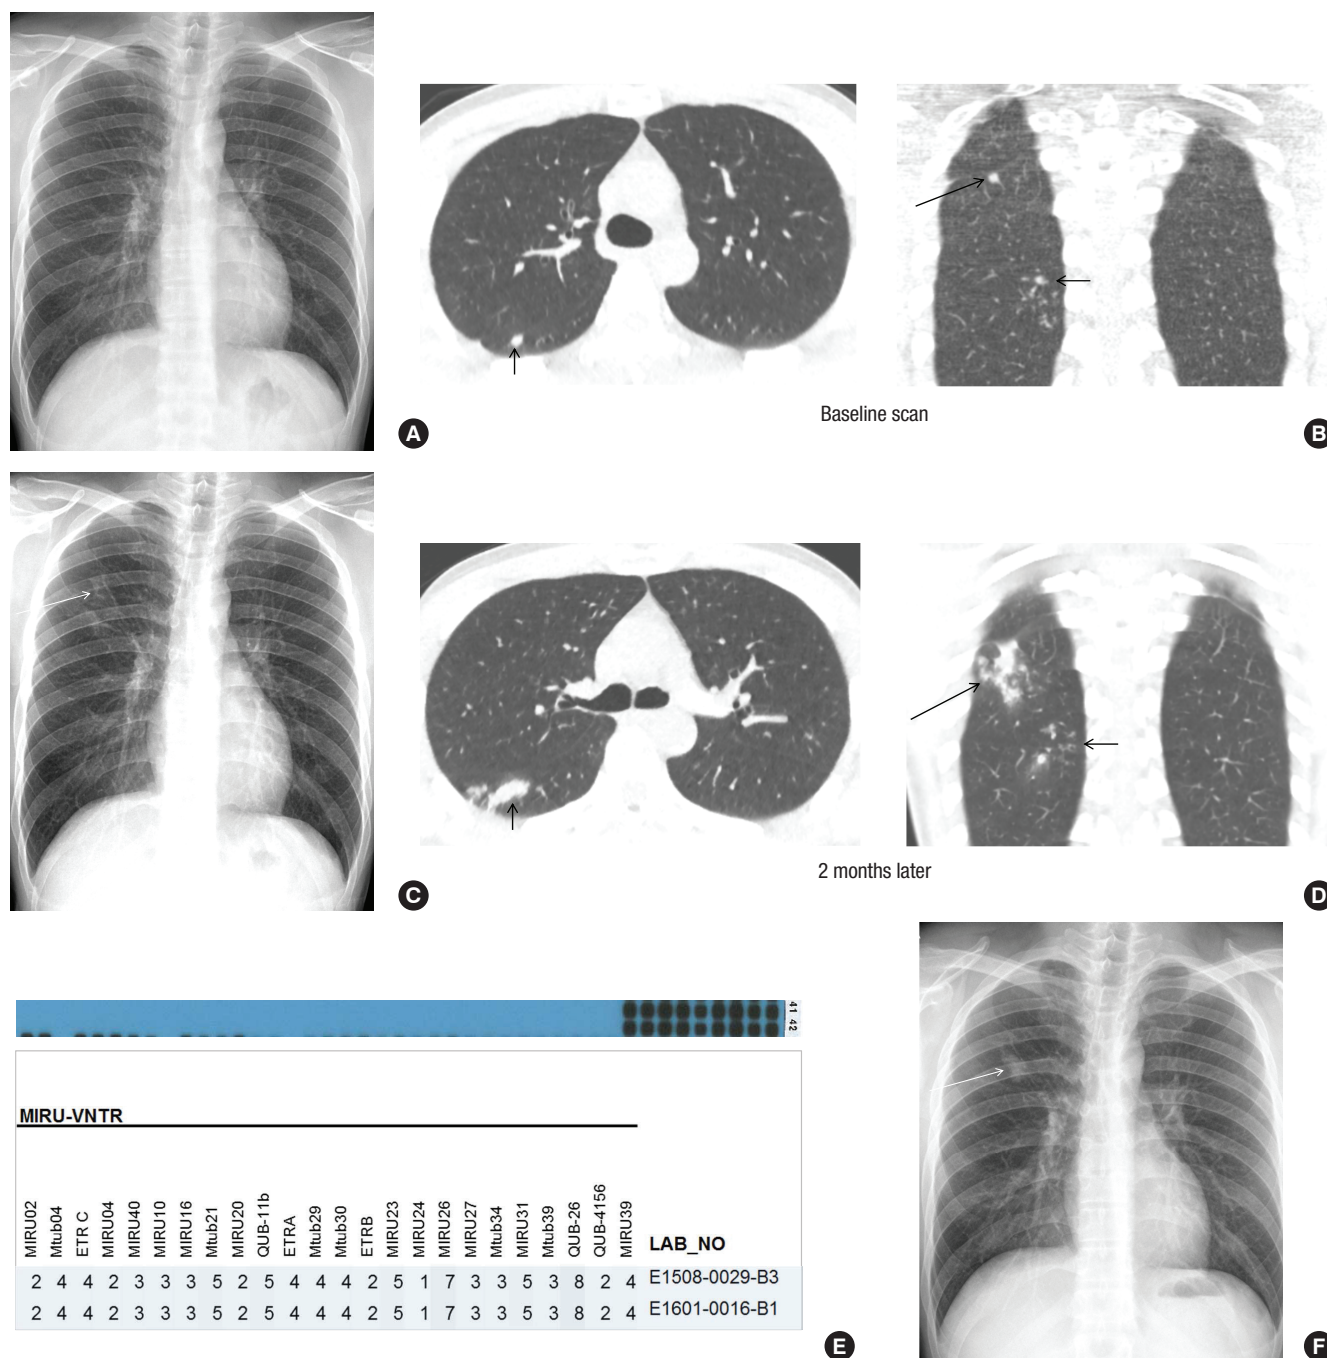 A
Baseline scan
B
C
2 months later
D
41
42
MIRU-VNTR
MIRU02 Mtub04 ETR C MIRU04 MIRU40 MIRU10 MIRU16 Mtub21 MIRU20 QUB-11b ETRA Mtub29 Mtub30 ETRB MIRU23 MIRU24 MIRU26 MIRU27 Mtub34 MIRU31 Mtub39 QUB-26 QUB-4156 MIRU39 LAB_NO
2 4 4 2 3 3 3 5 2 5 4 4 4 2 5 1 7 3 3 5 3 8 2 4 E1508-0029-B3
2 4 4 2 3 3 3 5 2 5 4 4 4 2 5 1 7 3 3 5 3 8 2 4 E1601-0016-B1
E
F